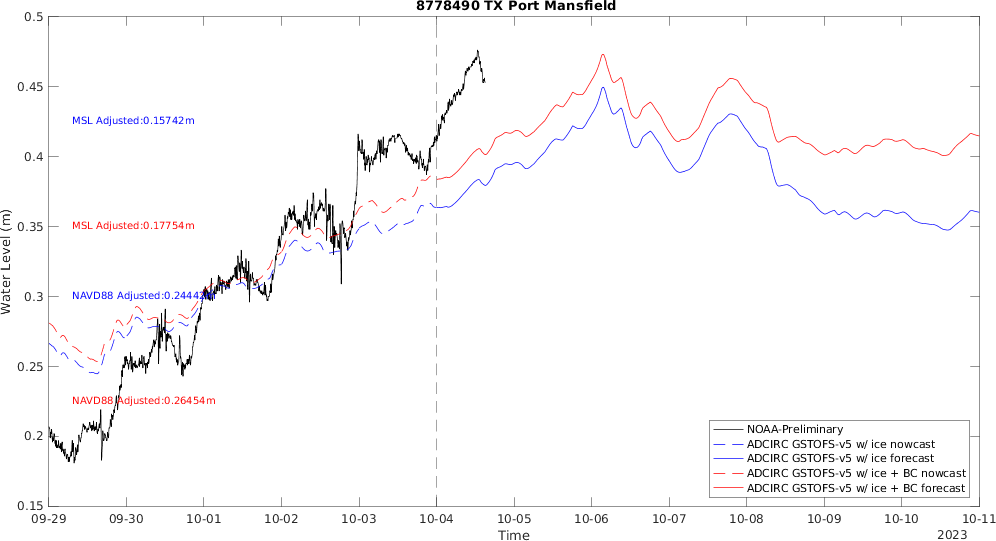 8778490 TX Port Mansfield
0.5
0.45
0.4
0.35
0.3
0.25
0.2
0.15
Water Level (m)
MSL Adjusted:0.15742m
MSL Adjusted:0.17754m
NAVD88 Adjusted:0.2444
NAVD88 Adjusted:0.26454m
NOAA-Preliminary
ADCIRC GSTOFS-v5 w/ ice nowcast
ADCIRC GSTOFS-v5 w/ ice forecast
ADCIRC GSTOFS-v5 w/ ice + BC nowcast
ADCIRC GSTOFS-v5 w/ ice + BC forecast
09-29 09-30 10-01 10-02 10-03 10-04 10-05 10-06 10-07 10-08 10-09 10-10 10-11
Time
2023